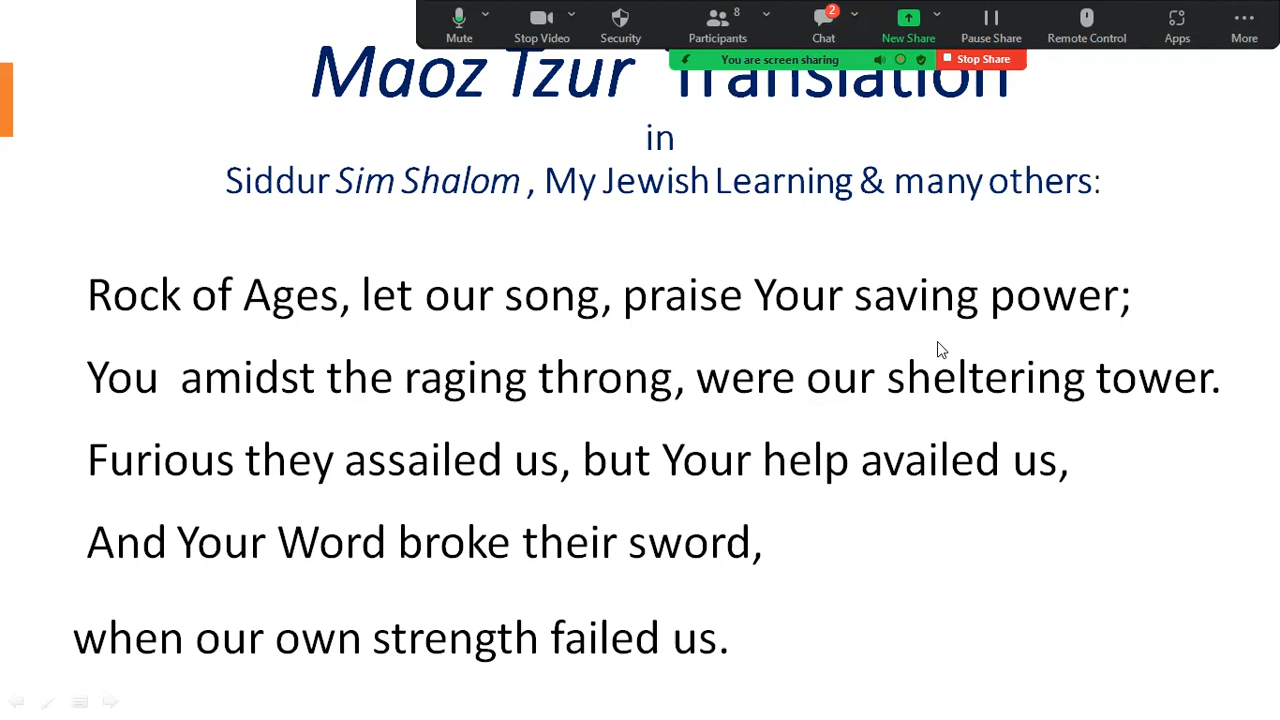 8
2
Mute Stop Video Security Participants Chat New Share Pause Share Remote Control Apps More
You are screen sharing Stop Share
Maoz Tzur Translation
in
Siddur Sim Shalom , My Jewish Learning & many others:
Rock of Ages, let our song, praise Your saving power;
You amidst the raging throng, were our sheltering tower.
Furious they assailed us, but Your help availed us,
And Your Word broke their sword,
when our own strength failed us.